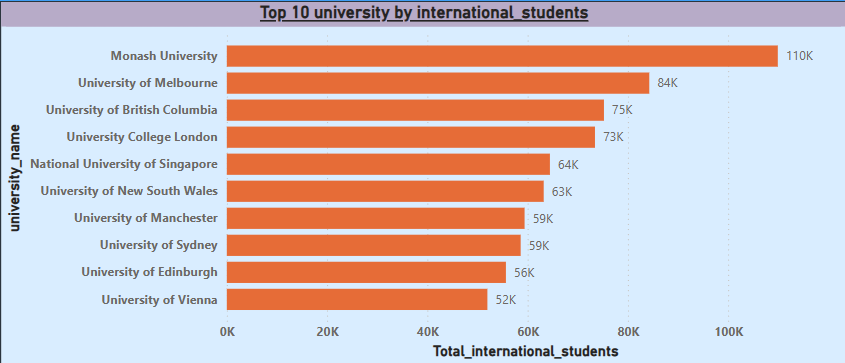 Top 10 university by international_students
university_name
Monash University 110K
University of Melbourne 84K
University of British Columbia 75K
University College London 73K
National University of Singapore 64K
University of New South Wales 63K
University of Manchester 59K
University of Sydney 59K
University of Edinburgh 56K
University of Vienna 52K
0K 20K 40K 60K 80K 100K
Total_international_students